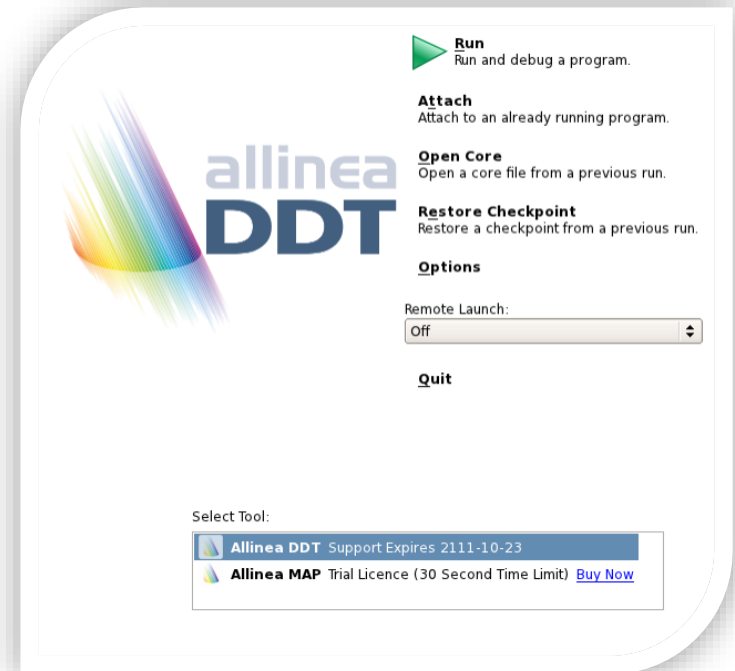 allinea
DDT
Run
Run and debug a program.
Attach
Attach to an already running program.
Open Core
Open a core file from a previous run.
Restore Checkpoint
Restore a checkpoint from a previous run.
Options
Remote Launch:
Off
Quit
Select Tool:
Allinea DDT Support Expires 2111-10-23
Allinea MAP Trial Licence (30 Second Time Limit) Buy Now